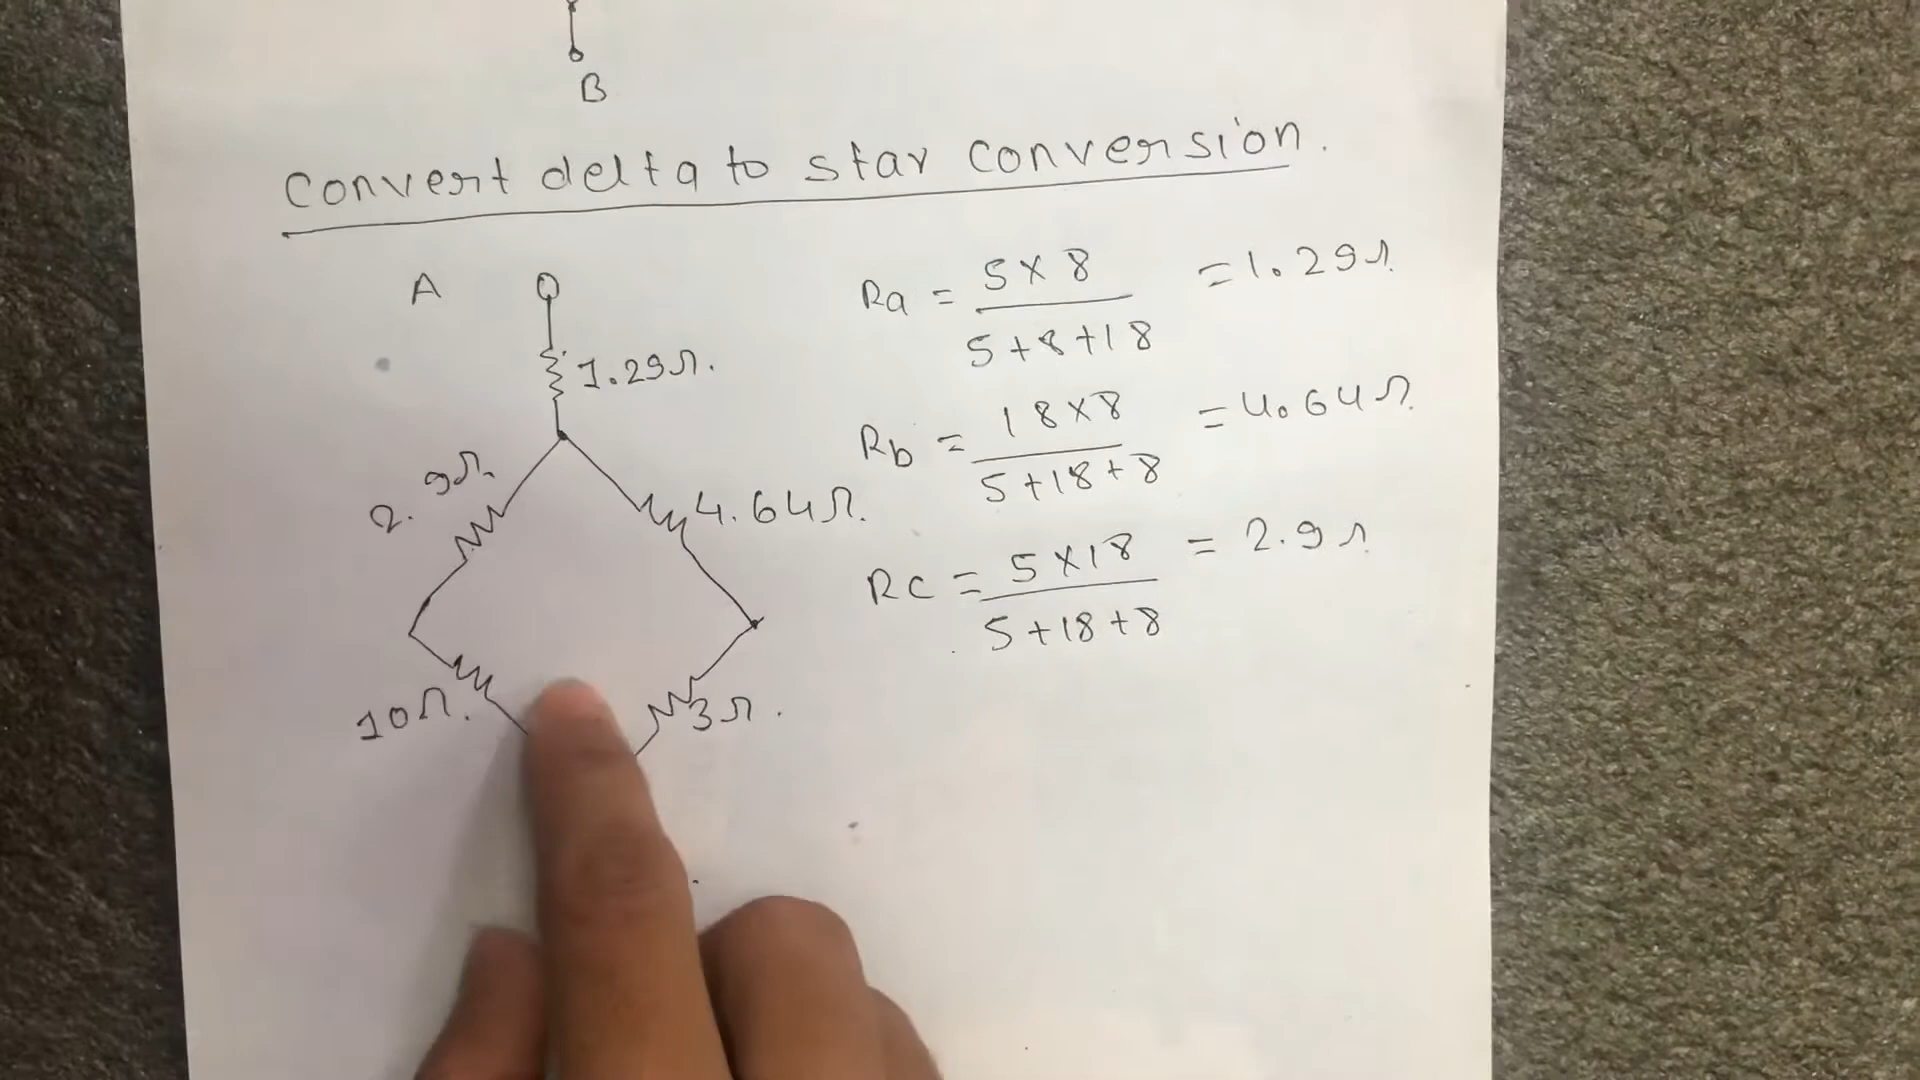 B
Convert delta to star conversion.
A
1.29Ω.
2.9Ω
4.64Ω.
10Ω.
3Ω.
Ra = 5×8 / 5+8+18 = 1.29Ω
Rb = 18×8 / 5+18+8 = 4.64Ω
RC = 5×18 / 5+18+8 = 2.9Ω